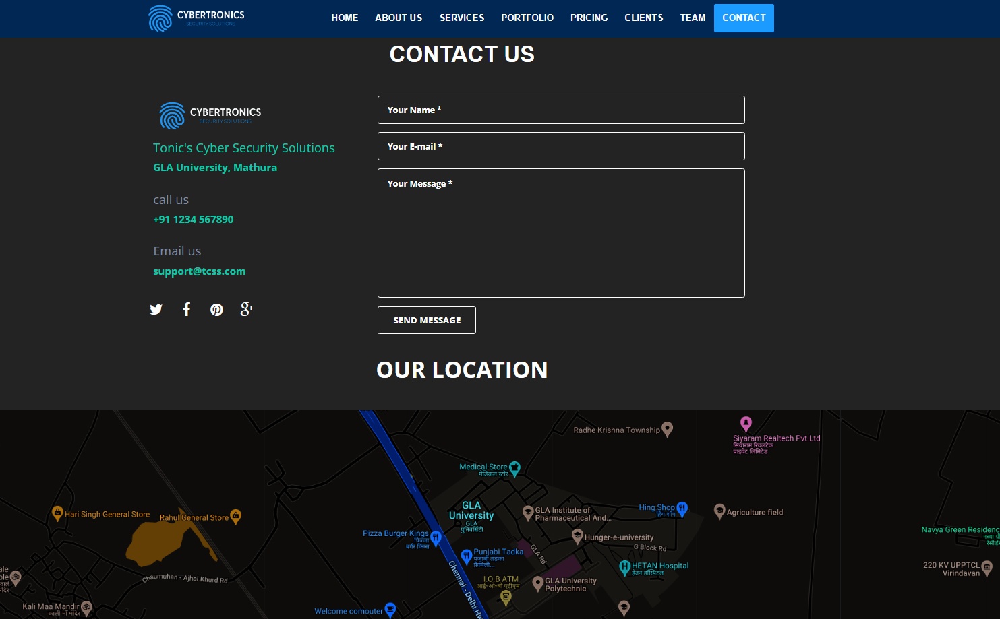 CYBERTRONICS
SECURITY SOLUTIONS
HOME ABOUT US SERVICES PORTFOLIO PRICING CLIENTS TEAM CONTACT
CONTACT US
CYBERTRONICS
SECURITY SOLUTIONS
Tonic's Cyber Security Solutions
GLA University, Mathura
call us
+91 1234 567890
Email us
support@tcss.com
Your Name *
Your E-mail *
Your Message *
SEND MESSAGE
OUR LOCATION
Radhe Krishna Township
Siyaram Realtech Pvt.Ltd
सियाराम रियलटेक
प्राइवेट लिमिटेड
Medical Store
मेडिकल स्टोर
GLA
University
GLA
युनिवर्सिटी
GLA Institute of
Pharmaceutical And...
Hing Shop
हिंग शॉप
Agriculture field
Hari Singh General Store
Rahul General Store
Pizza Burger Kings
पिज्जा
बर्गर किंग्स
Hunger-e-university
G Block Rd
GLA Rd
Navya Green Residenc
नव्या
Punjabi Tadka
पंजाबी तड़का
फ़ैमिली...
HETAN Hospital
हेतन हॉस्पिटल
220 KV UPPTCL
Virindavan
Chaumuhan - Ajhai Khurd Rd
Chennai - Delhi Hw
I.O.B ATM
आई॰ओ॰बी एटीएम
GLA University
Polytechnic
Kali Maa Mandir
काली माँ मंदिर
Welcome comouter